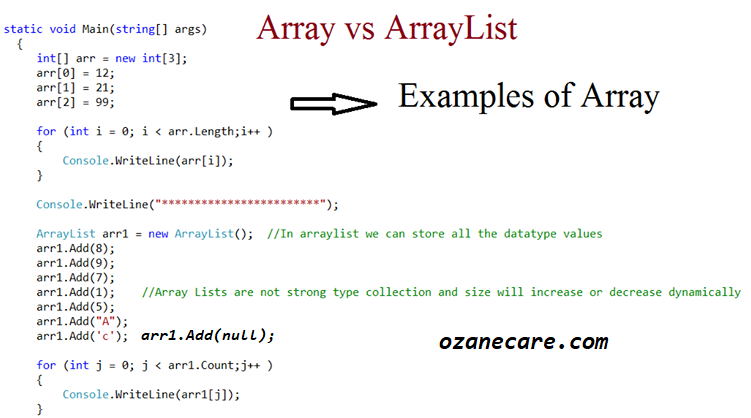 Array vs ArrayList
static void Main(string[] args)
{
int[] arr = new int[3];
arr[0] = 12;
arr[1] = 21;
arr[2] = 99;
Examples of Array
for (int i = 0; i < arr.Length;i++ )
{
Console.WriteLine(arr[i]);
}
Console.WriteLine("************************");
ArrayList arr1 = new ArrayList();  //In arraylist we can store all the datatype values
arr1.Add(8);
arr1.Add(9);
arr1.Add(7);
arr1.Add(1);    //Array Lists are not strong type collection and size will increase or decrease dynamically
arr1.Add(5);
arr1.Add("A");
arr1.Add('c');  arr1.Add(null);
ozanecare.com
for (int j = 0; j < arr1.Count;j++ )
{
Console.WriteLine(arr1[j]);
}